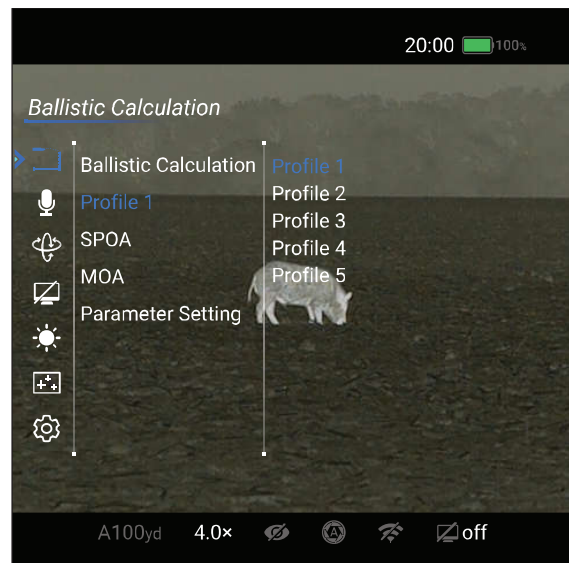 20:00 100%
Ballistic Calculation
Ballistic Calculation
Profile 1
SPOA
MOA
Parameter Setting
Profile 1
Profile 2
Profile 3
Profile 4
Profile 5
A100yd 4.0× A off